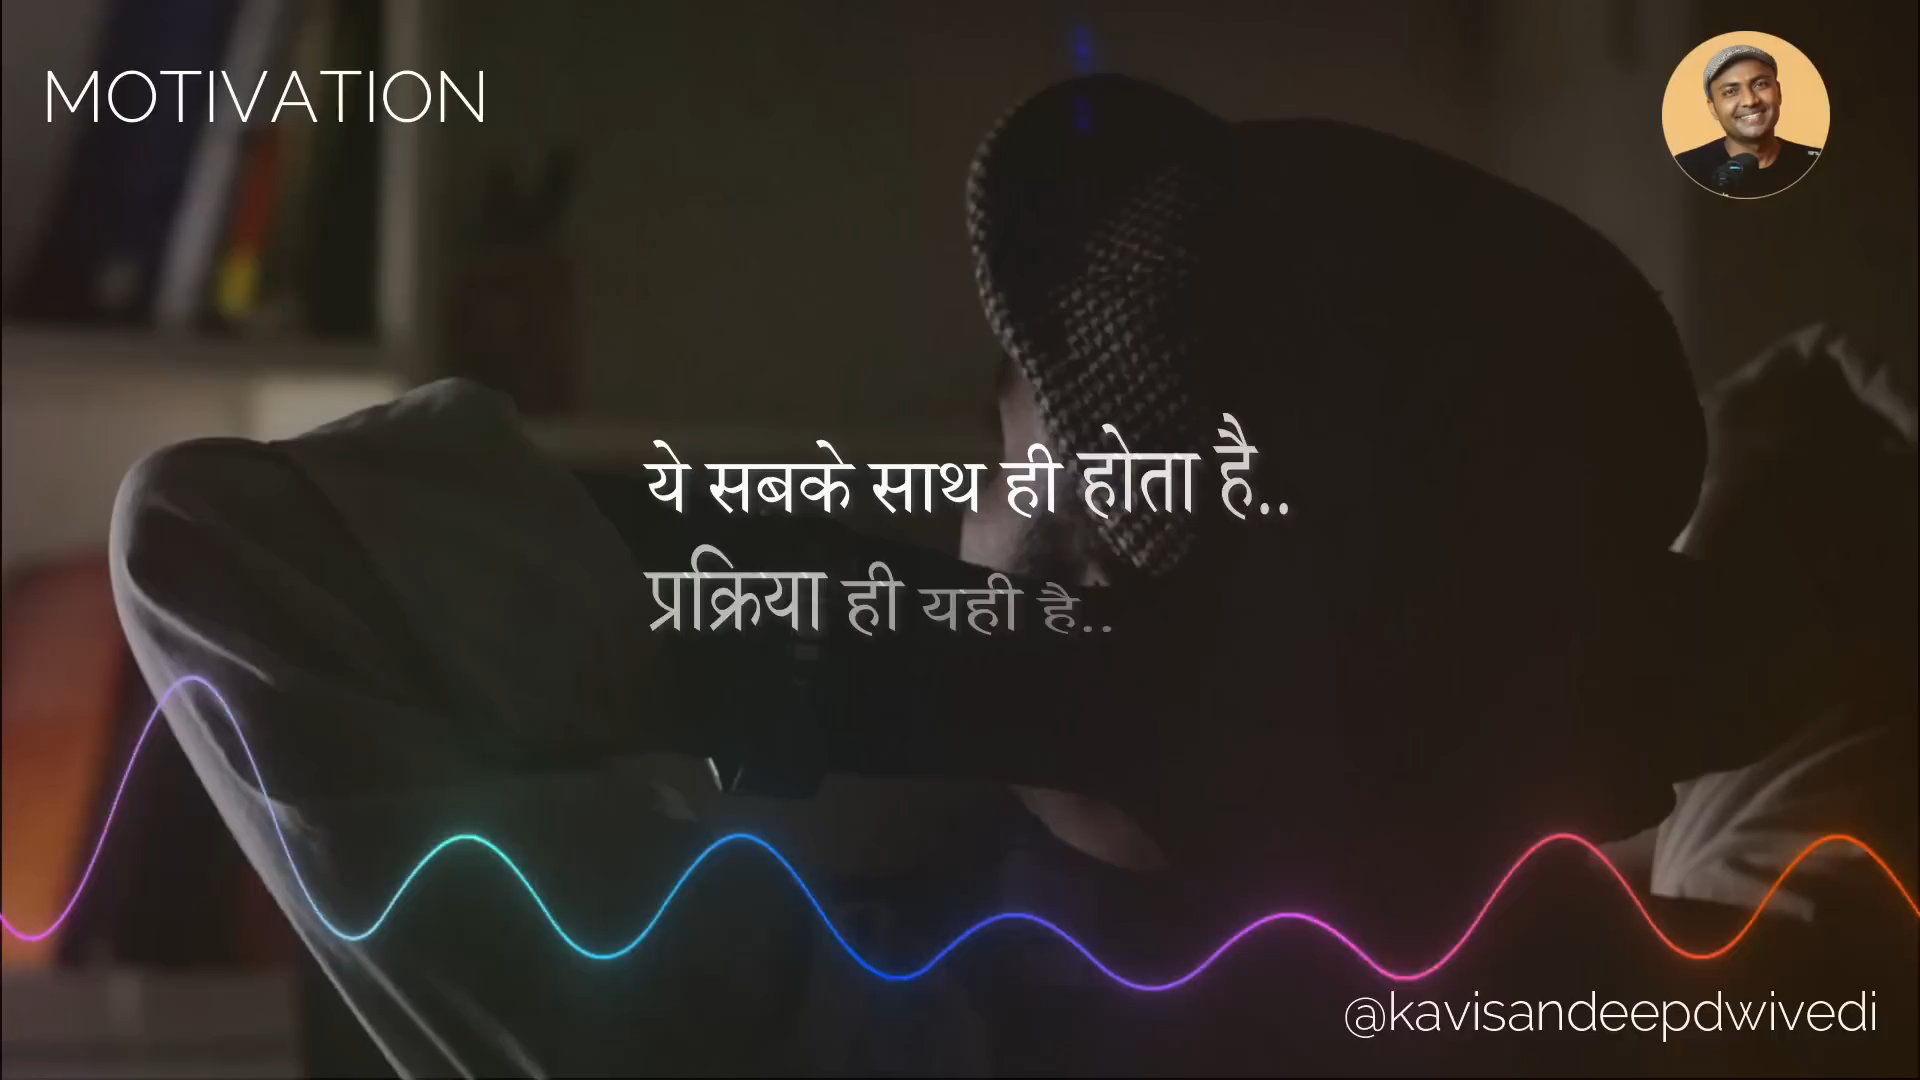 MOTIVATION
ये सबके साथ ही होता है..
प्रक्रिया ही यही है..
@kavisandeepdwivedi